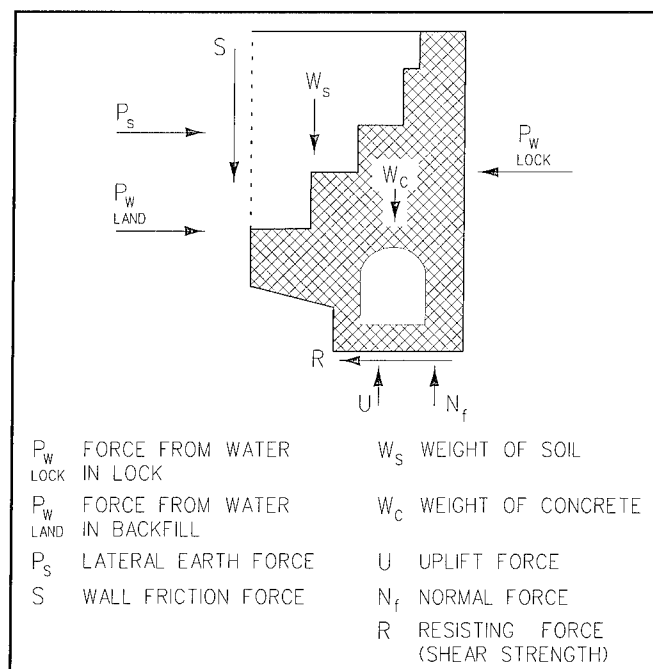 S
W_S
P_S
P_W
LOCK
W_C
P_W
LAND
R
U
N_f
P_W FORCE FROM WATER
LOCK IN LOCK
P_W FORCE FROM WATER
LAND IN BACKFILL
P_S LATERAL EARTH FORCE
S WALL FRICTION FORCE
W_S WEIGHT OF SOIL
W_C WEIGHT OF CONCRETE
U UPLIFT FORCE
N_f NORMAL FORCE
R RESISTING FORCE
(SHEAR STRENGTH)